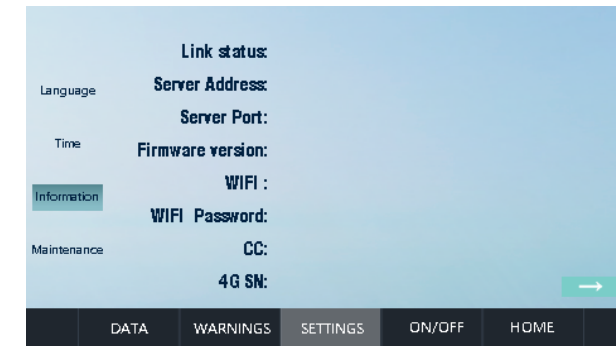 Link status:
Server Address:
Server Port:
Firmware version:
WIFI :
WIFI Password:
CC:
4G SN:
Language
Time
Information
Maintenance
→
DATA WARNINGS SETTINGS ON/OFF HOME